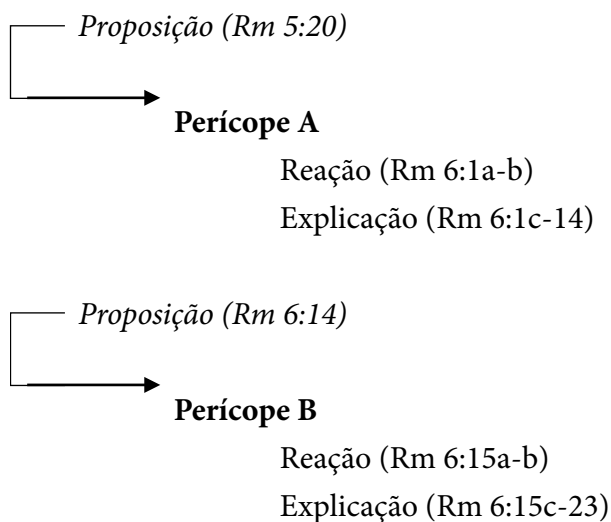 Proposição (Rm 5:20)
Perícope A
Reação (Rm 6:1a-b)
Explicação (Rm 6:1c-14)
Proposição (Rm 6:14)
Perícope B
Reação (Rm 6:15a-b)
Explicação (Rm 6:15c-23)